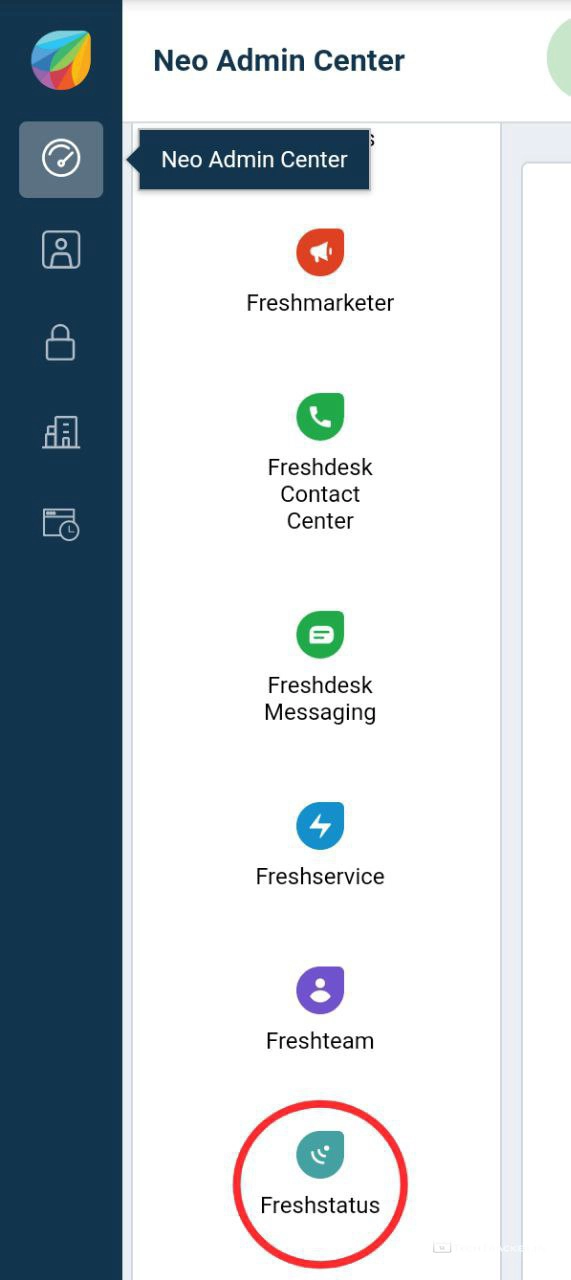 Neo Admin Center
Neo Admin Center
Freshmarketer
Freshdesk
Contact
Center
Freshdesk
Messaging
Freshservice
Freshteam
Freshstatus